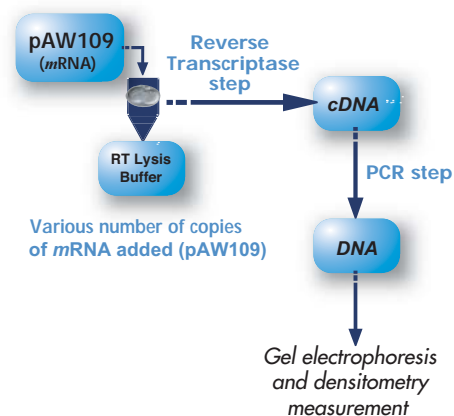 pAW109
(mRNA)
Reverse
Transcriptase
step
cDNA
RT Lysis
Buffer
PCR step
Various number of copies
of mRNA added (pAW109)
DNA
Gel electrophoresis
and densitometry
measurement